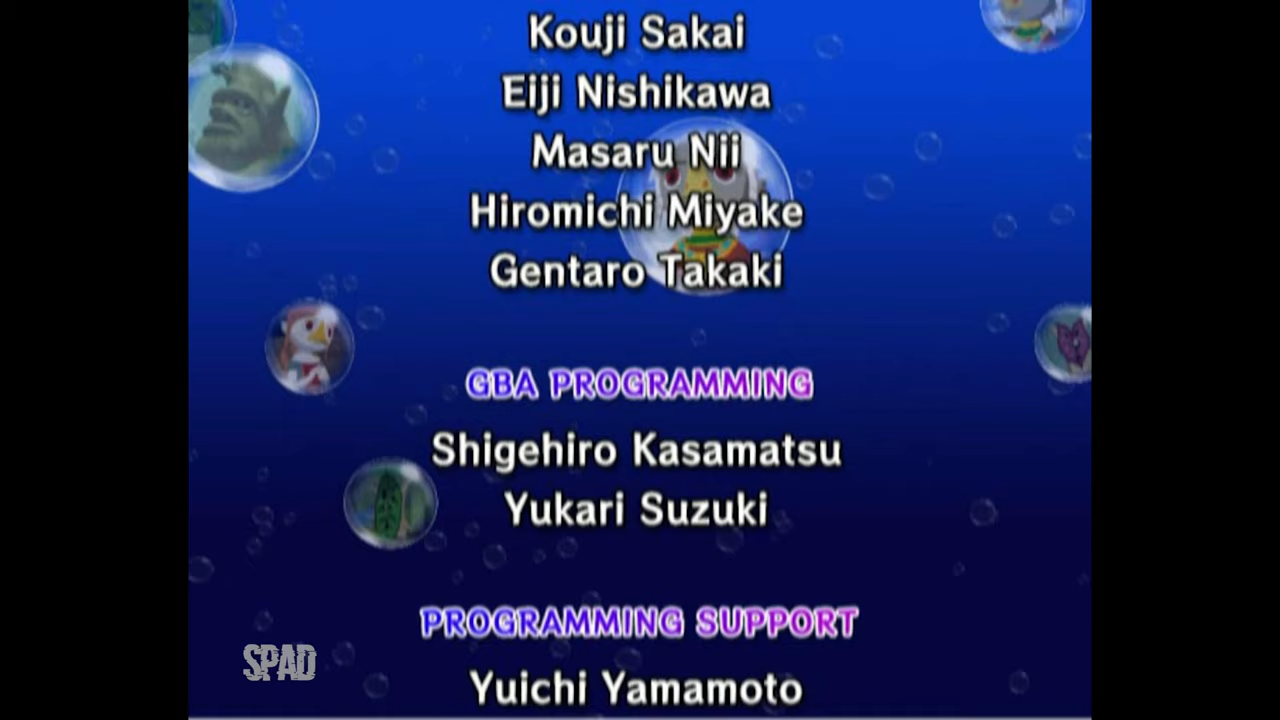 Kouji Sakai
Eiji Nishikawa
Masaru Nii
Hiromichi Miyake
Gentaro Takaki
GBA PROGRAMMING
Shigehiro Kasamatsu
Yukari Suzuki
PROGRAMMING SUPPORT
SPAD
Yuichi Yamamoto